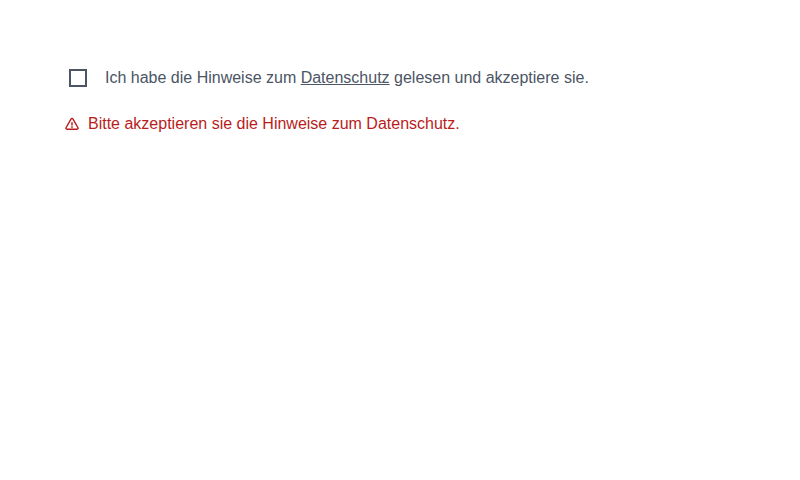 Ich habe die Hinweise zum Datenschutz gelesen und akzeptiere sie.
Bitte akzeptieren sie die Hinweise zum Datenschutz.